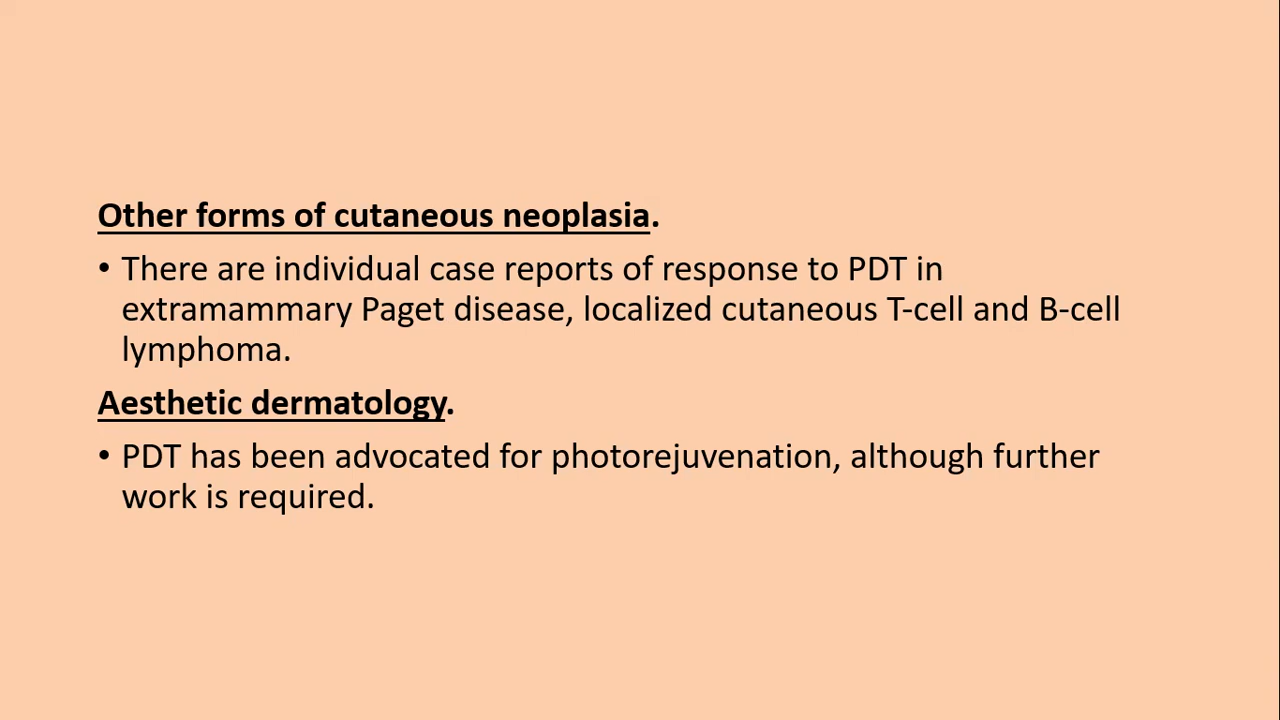 Other forms of cutaneous neoplasia.
• There are individual case reports of response to PDT in
extramammary Paget disease, localized cutaneous T-cell and B-cell
lymphoma.
Aesthetic dermatology.
• PDT has been advocated for photorejuvenation, although further
work is required.